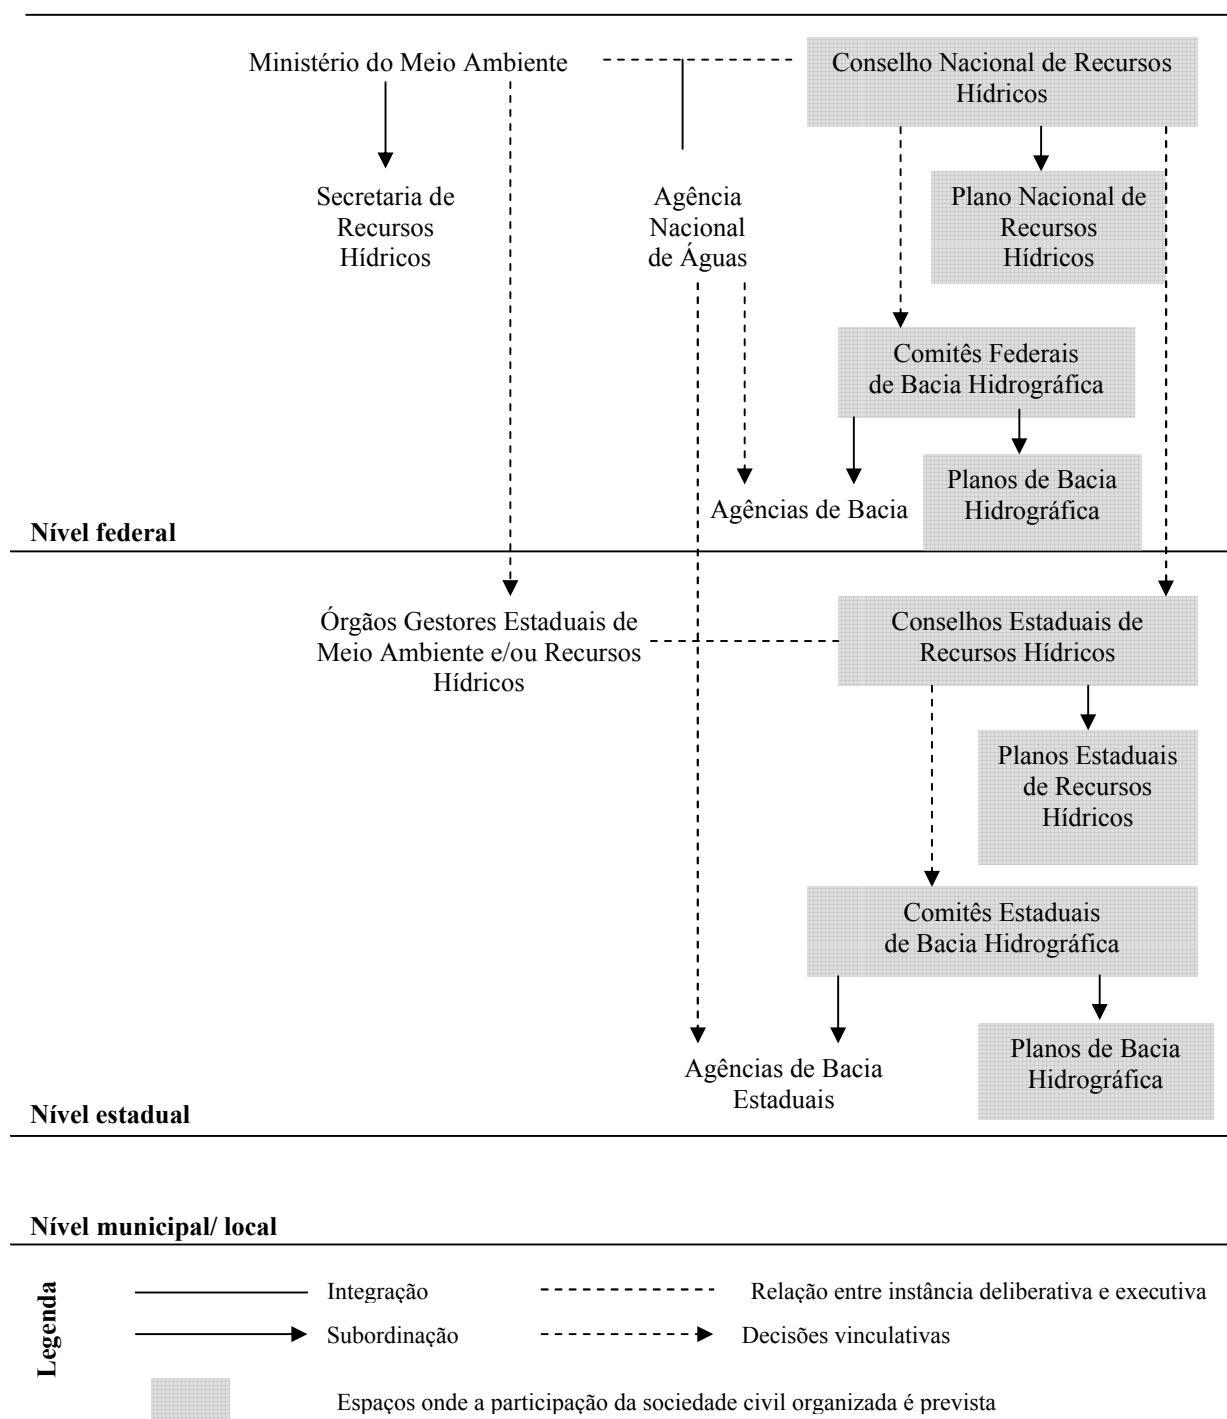 Ministério do Meio Ambiente
Conselho Nacional de Recursos
Hídricos
Secretaria de
Recursos
Hídricos
Agência
Nacional
de Águas
Plano Nacional de
Recursos
Hídricos
Comitês Federais
de Bacia Hidrográfica
Agências de Bacia
Planos de Bacia
Hidrográfica
Nível federal
Órgãos Gestores Estaduais de
Meio Ambiente e/ou Recursos
Hídricos
Conselhos Estaduais de
Recursos Hídricos
Planos Estaduais
de Recursos
Hídricos
Comitês Estaduais
de Bacia Hidrográfica
Agências de Bacia
Estaduais
Planos de Bacia
Hidrográfica
Nível estadual
Nível municipal/ local
Legenda
Integração
Relação entre instância deliberativa e executiva
Subordinação
Decisões vinculativas
Espaços onde a participação da sociedade civil organizada é prevista